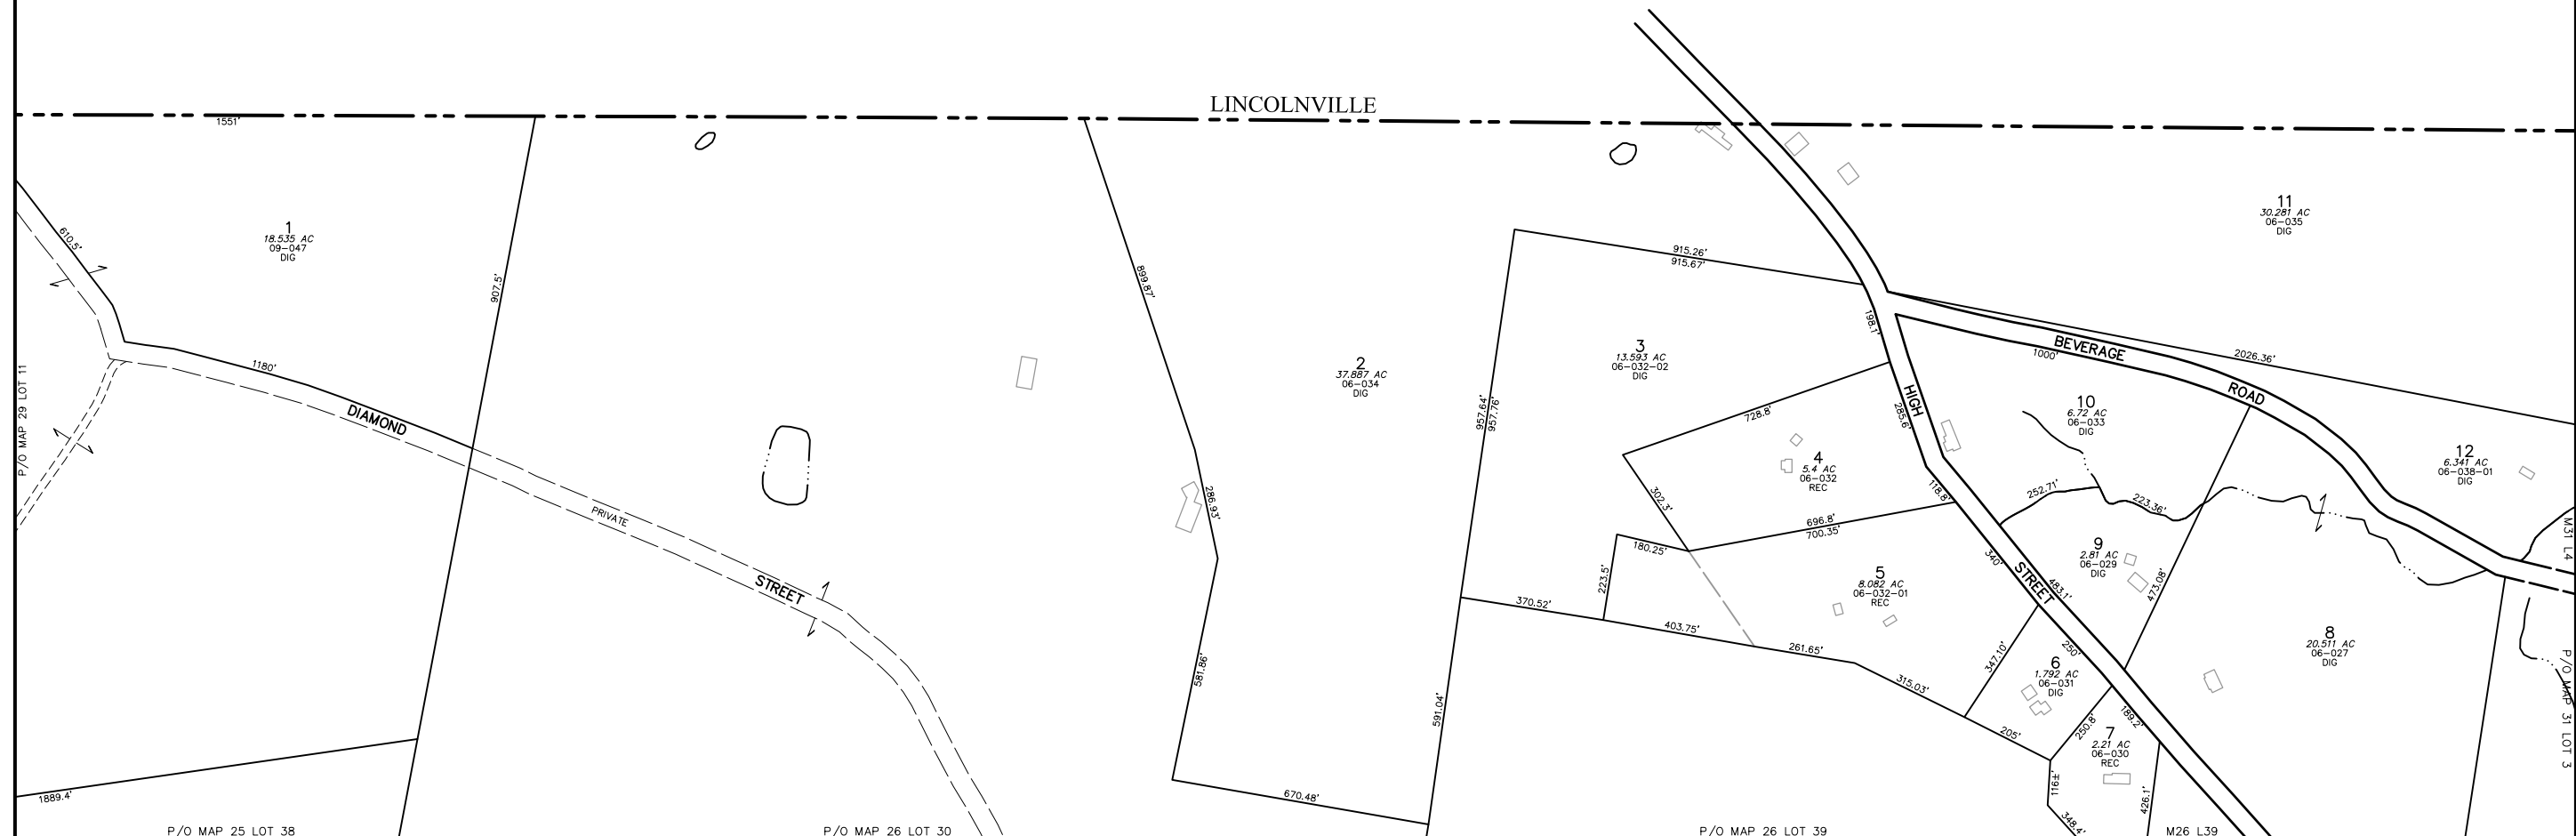 LINCOLNVILLE
1551'
610.5'
1
18.535 AC
09-047
DIG
907.5'
1180'
DIAMOND
STREET
PRIVATE
P/O MAP 29 LOT 11
1889.4'
P/O MAP 25 LOT 38
P/O MAP 26 LOT 30
899.87'
286.93'
581.86'
670.48'
2
37.887 AC
06-034
DIG
957.64'
957.76'
591.04'
915.26'
915.67'
3
13.593 AC
06-032-02
DIG
198.1'
728.8'
302.3'
4
5.4 AC
06-032
REC
HIGH
STREET
285.6'
118.8'
696.8'
700.35'
180.25'
223.5'
370.52'
403.75'
261.65'
315.03'
5
8.082 AC
06-032-01
REC
340'
483.1'
347.10'
250'
6
1.792 AC
06-031
DIG
205'
250.8'
189.2'
7
2.21 AC
06-030
REC
116±'
348.4'
426.1'
P/O MAP 26 LOT 39
M26 L39
11
30.281 AC
06-035
DIG
BEVERAGE
ROAD
1000'
2026.36'
10
6.72 AC
06-033
DIG
252.71'
223.36'
9
2.81 AC
06-029
DIG
473.08'
12
6.341 AC
06-038-01
DIG
8
20.511 AC
06-027
DIG
M31 L4
P/O MAP 31 LOT 3